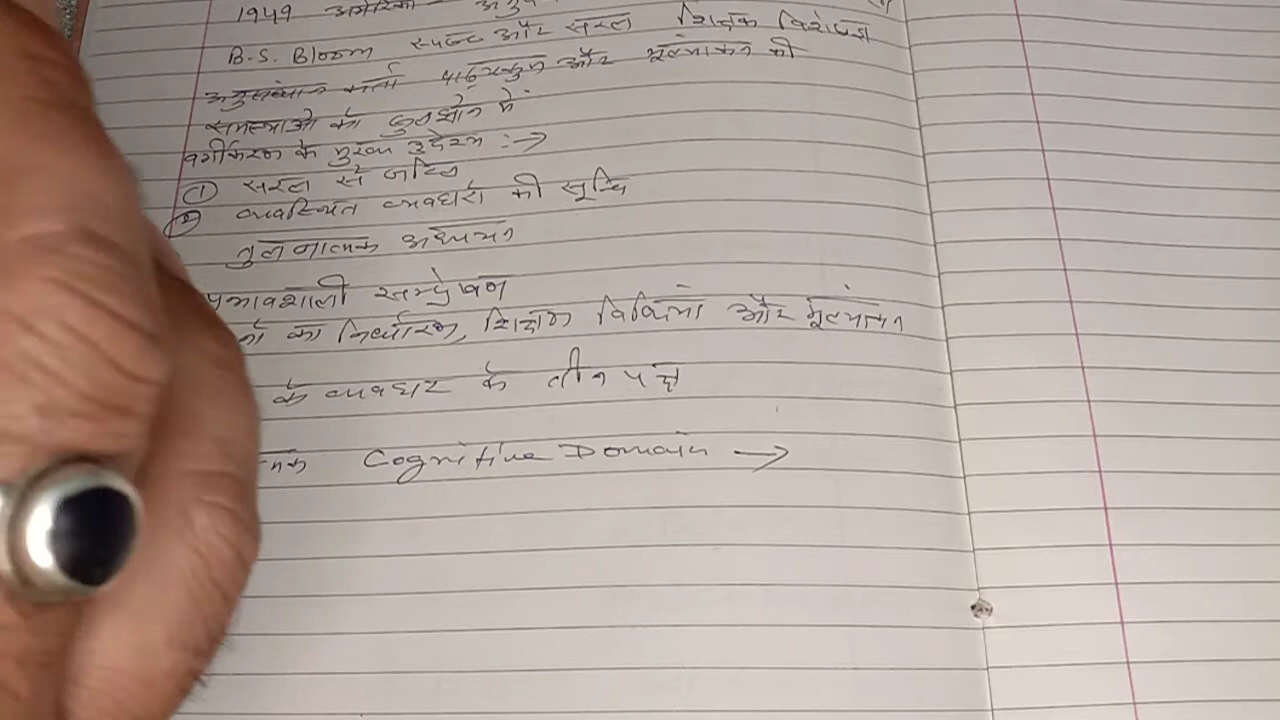 1949 अमेरिका
B.S. Bloom स्पष्ट और सरल शिक्षक विशेषज्ञ
अनुसंधान कर्ता पाठ्यक्रम और मूल्यांकन की
समस्याओं को सुलझाने में
वर्गीकरण के मुख्य उद्देश्य :→
① सरल से जटिल
② व्यवस्थित व्यवहारों की सूचि
तुलनात्मक अध्ययन
प्रभावशाली सम्प्रेषण
का निर्धारण, शिक्षण विधियां और मूल्यांकन
के व्यवहार के तीन पक्ष
Cognitive Domain →